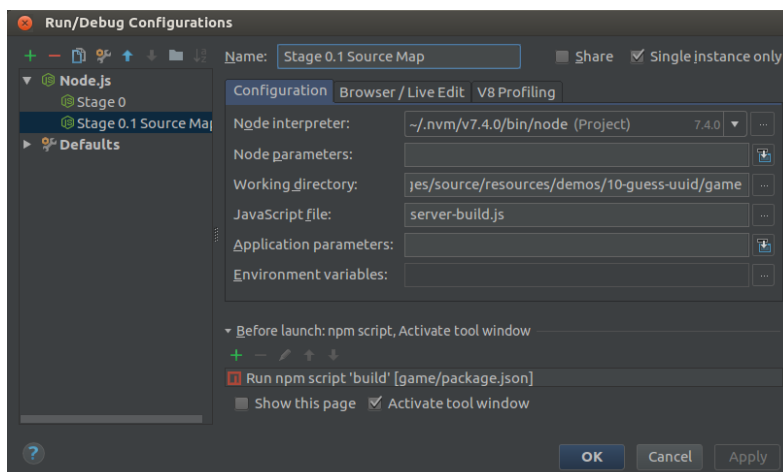 Run/Debug Configurations
Name: Stage 0.1 Source Map Share Single instance only
Node.js
Stage 0
Stage 0.1 Source Map
Defaults
Configuration Browser / Live Edit V8 Profiling
Node interpreter: ~/.nvm/v7.4.0/bin/node (Project) 7.4.0
Node parameters:
Working directory: ges/source/resources/demos/10-guess-uuid/game
JavaScript file: server-build.js
Application parameters:
Environment variables:
Before launch: npm script, Activate tool window
Run npm script 'build' [game/package.json]
Show this page Activate tool window
? OK Cancel Apply